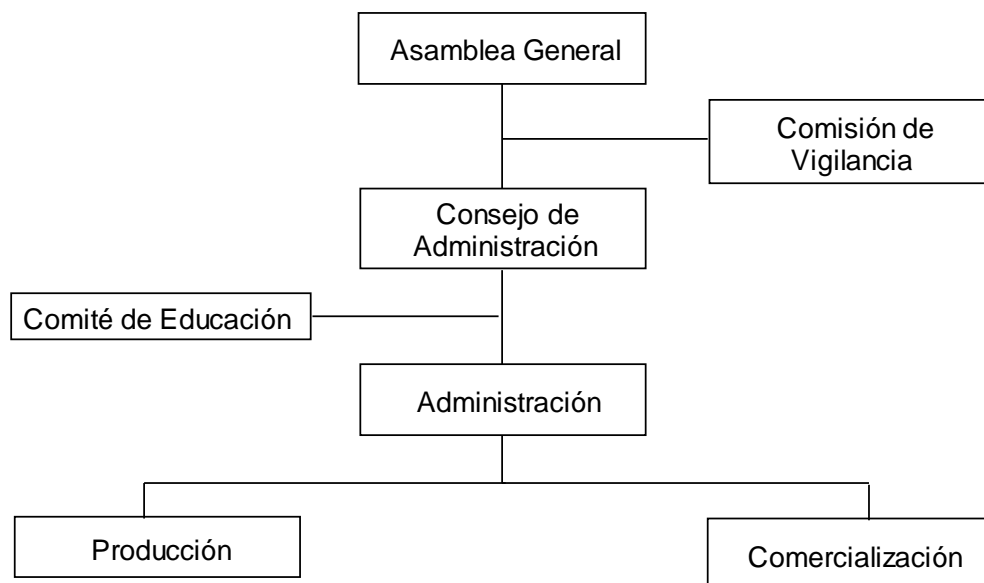 Asamblea General
Comisión de
Vigilancia
Consejo de
Administración
Comité de Educación
Administración
Producción
Comercialización